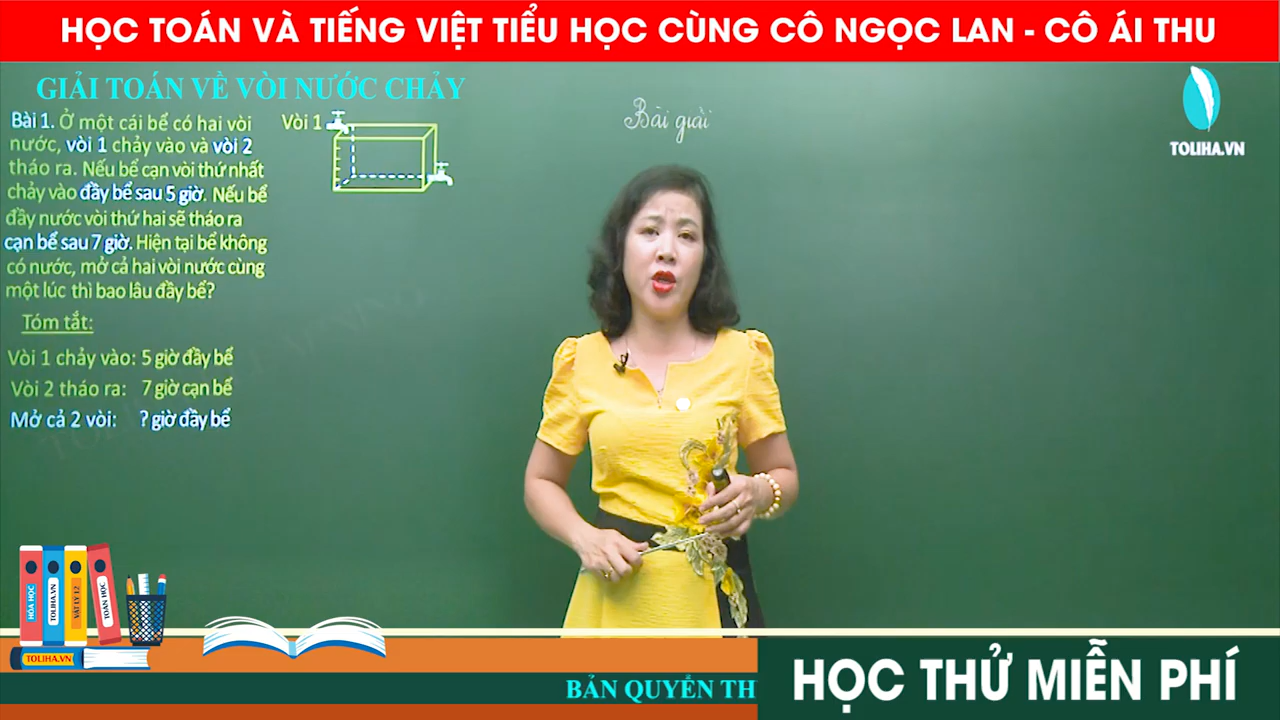 HỌC TOÁN VÀ TIẾNG VIỆT TIỂU HỌC CÙNG CÔ NGỌC LAN - CÔ ÁI THU
GIẢI TOÁN VỀ VÒI NƯỚC CHẢY
Bài 1. Ở một cái bể có hai vòi
nước, vòi 1 chảy vào và vòi 2
tháo ra. Nếu bể cạn vòi thứ nhất
chảy vào đầy bể sau 5 giờ. Nếu bể
đầy nước vòi thứ hai sẽ tháo ra
cạn bể sau 7 giờ. Hiện tại bể không
có nước, mở cả hai vòi nước cùng
một lúc thì bao lâu đầy bể?
Vòi 1
Tóm tắt:
Vòi 1 chảy vào: 5 giờ đầy bể
Vòi 2 tháo ra: 7 giờ cạn bể
Mở cả 2 vòi: ? giờ đầy bể
Bài giải
TOLIHA.VN
HÓA HỌC
TOLIHA.VN
VẬT LÝ 12
TOÁN HỌC
TOLIHA.VN
BẢN QUYỀN TH
HỌC THỬ MIỄN PHÍ